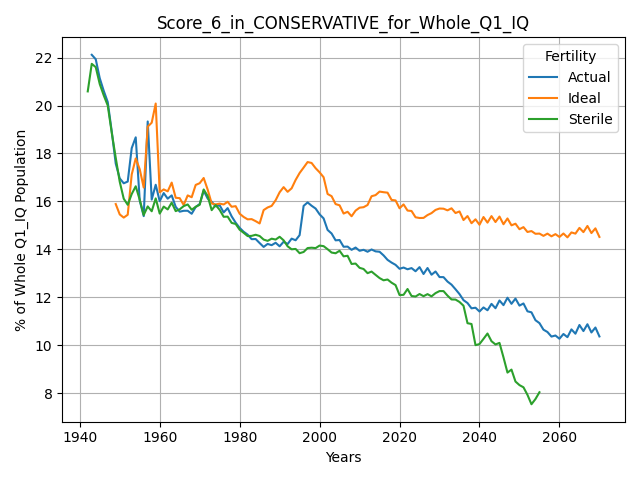 Score_6_in_CONSERVATIVE_for_Whole_Q1_IQ
Fertility
Actual
Ideal
Sterile
% of Whole Q1_IQ Population
22
20
18
16
14
12
10
8
1940
1960
1980
2000
2020
2040
2060
Years